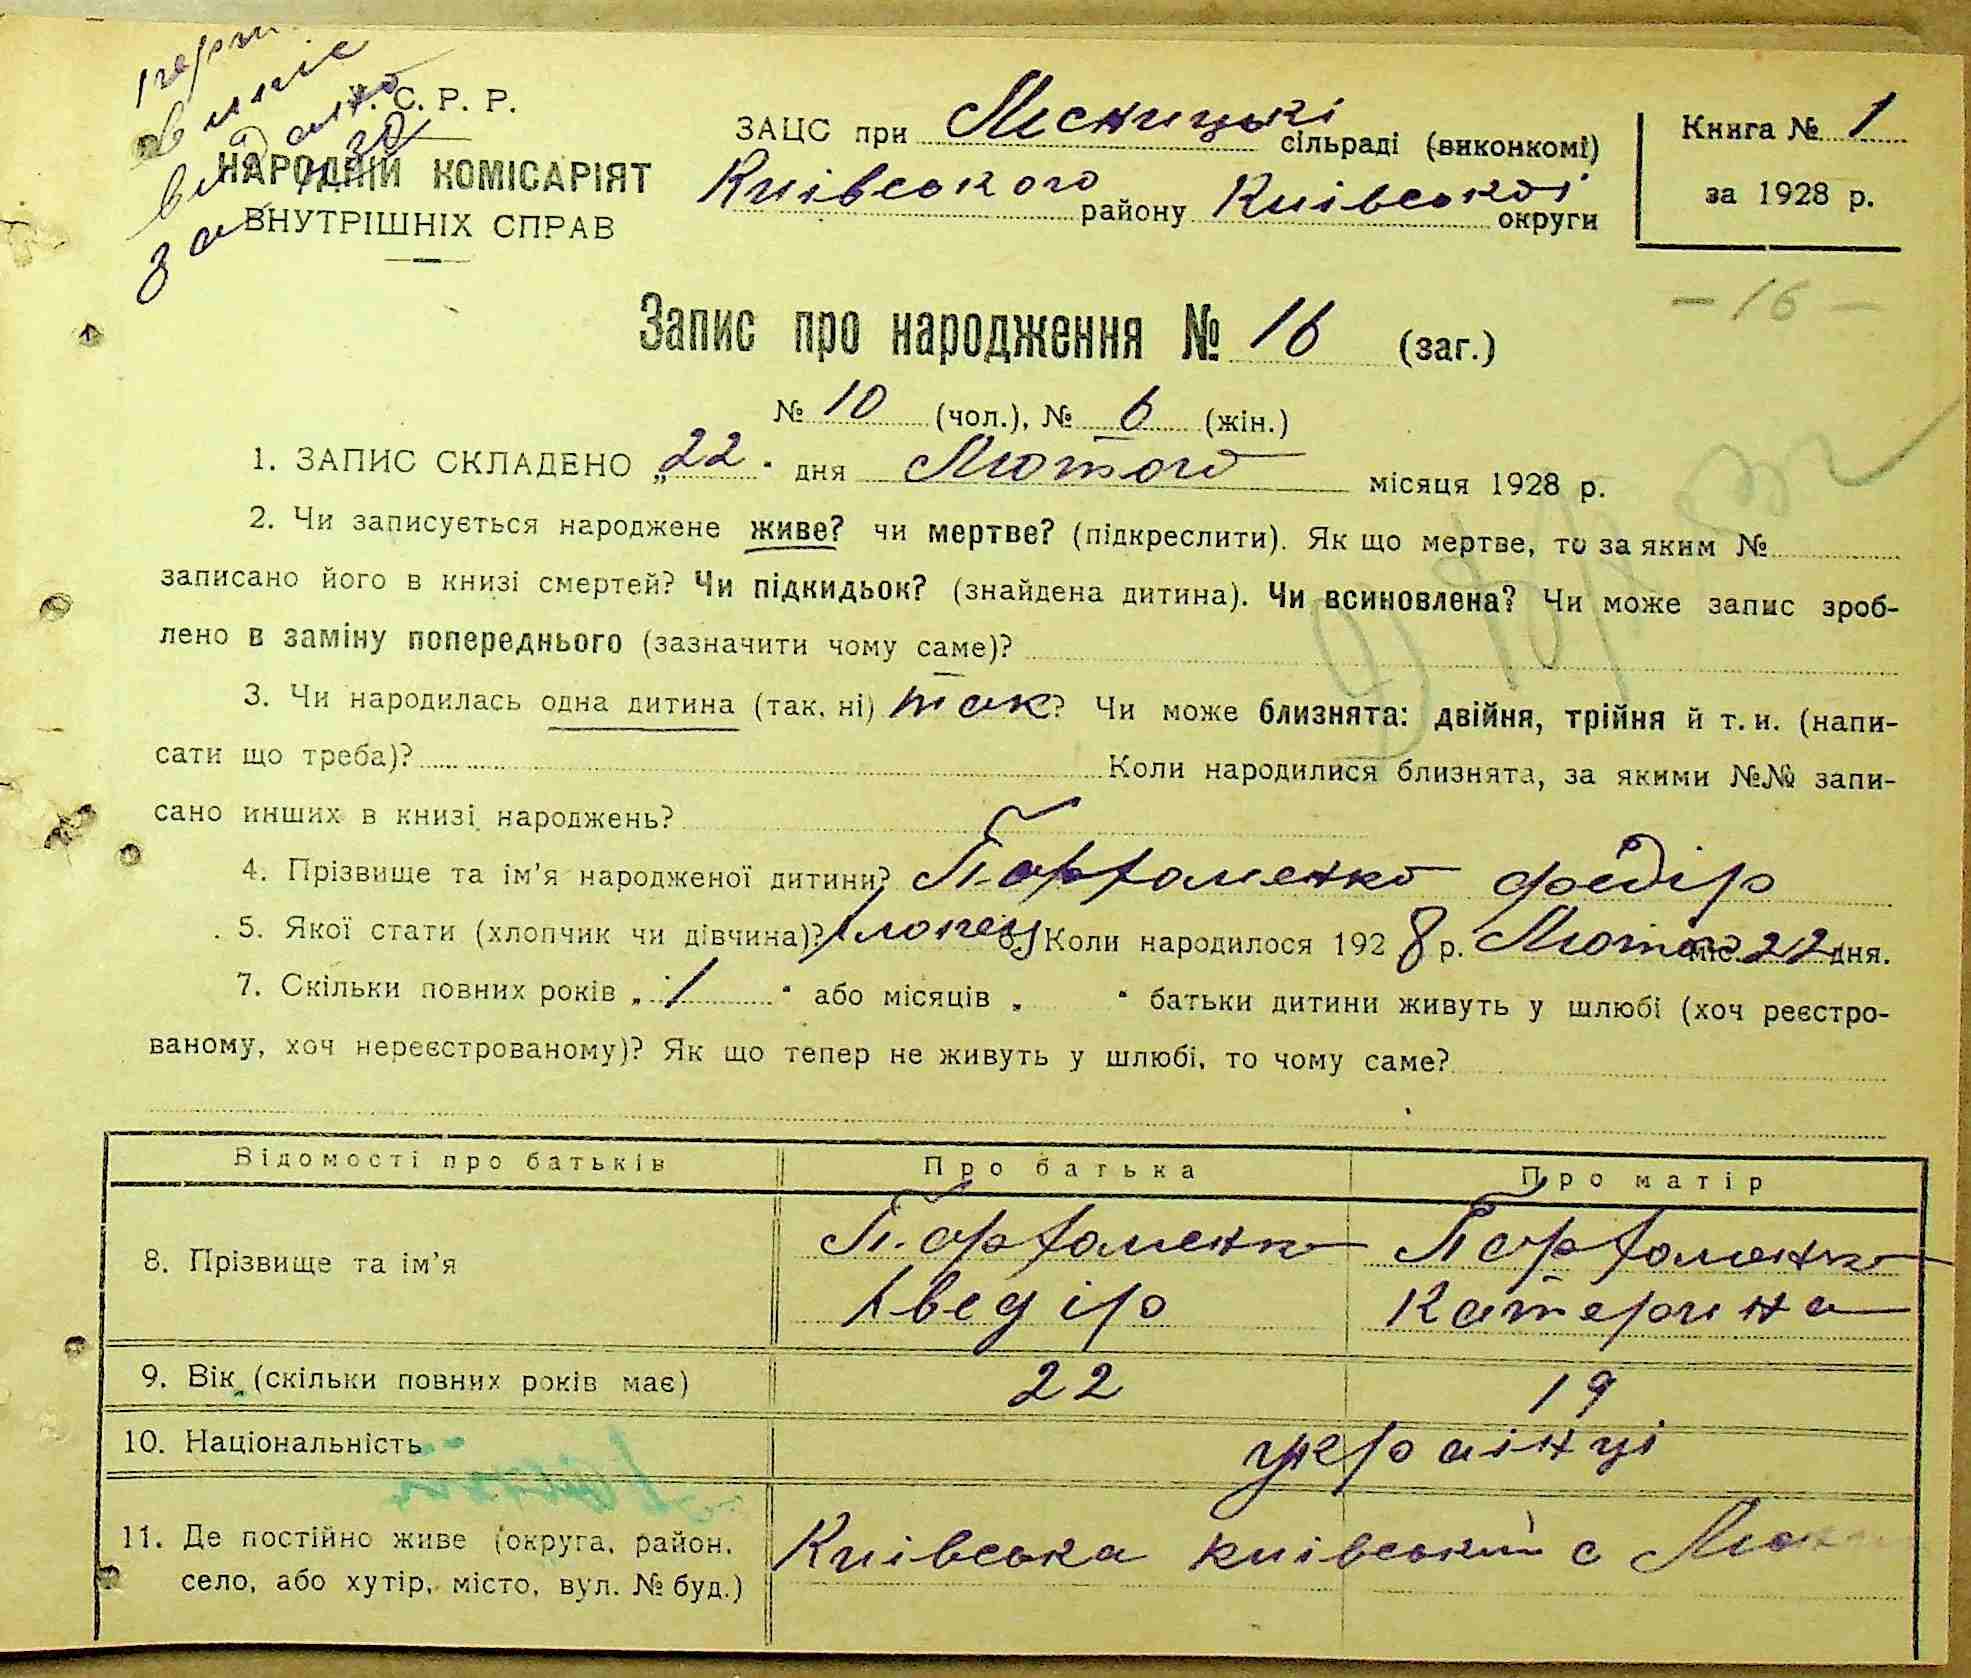 перш.
випис
видано
за №
У. С. Р. Р.
НАРОДНІЙ КОМІСАРІЯТ
ВНУТРІШНІХ СПРАВ
ЗАЦС при сільраді (виконкомі)
Київського району Київської округи
Книга № 1
за 1928 р.
– 16 –
Запис про народження № 16 (заг.)
№ 10 (чол.), № 6 (жін.)
1. ЗАПИС СКЛАДЕНО „22“ дня Лютого місяця 1928 р.
2. Чи записується народжене живе? чи мертве? (підкреслити). Як що мертве, то за яким №
записано його в книзі смертей? Чи підкидьок? (знайдена дитина). Чи всиновлена? Чи може запис зроб-
лено в заміну попереднього (зазначити чому саме)?
3. Чи народилась одна дитина (так, ні) так? Чи може близнята: двійня, трійня й т. и. (напи-
сати що треба)? Коли народилися близнята, за якими №№ запи-
сано инших в книзі народжень?
4. Прізвище та ім'я народженої дитини? Пархоменко Федір
5. Якої стати (хлопчик чи дівчина)? хлопец 6. Коли народилося 1928 р. Лютого міс. 22 дня.
7. Скільки повних років „ 1 “ або місяців „ “ батьки дитини живуть у шлюбі (хоч реєстро-
ваному, хоч нереєстрованому)? Як що тепер не живуть у шлюбі, то чому саме?
Відомості про батьків Про батька Про матір
8. Прізвище та ім'я Пархоменко Хведір Пархоменко Катерина
9. Вік (скільки повних років має) 22 19
10. Національність українці
11. Де постійно живе (округа, район, Київська київський с
село, або хутір, місто, вул. № буд.)